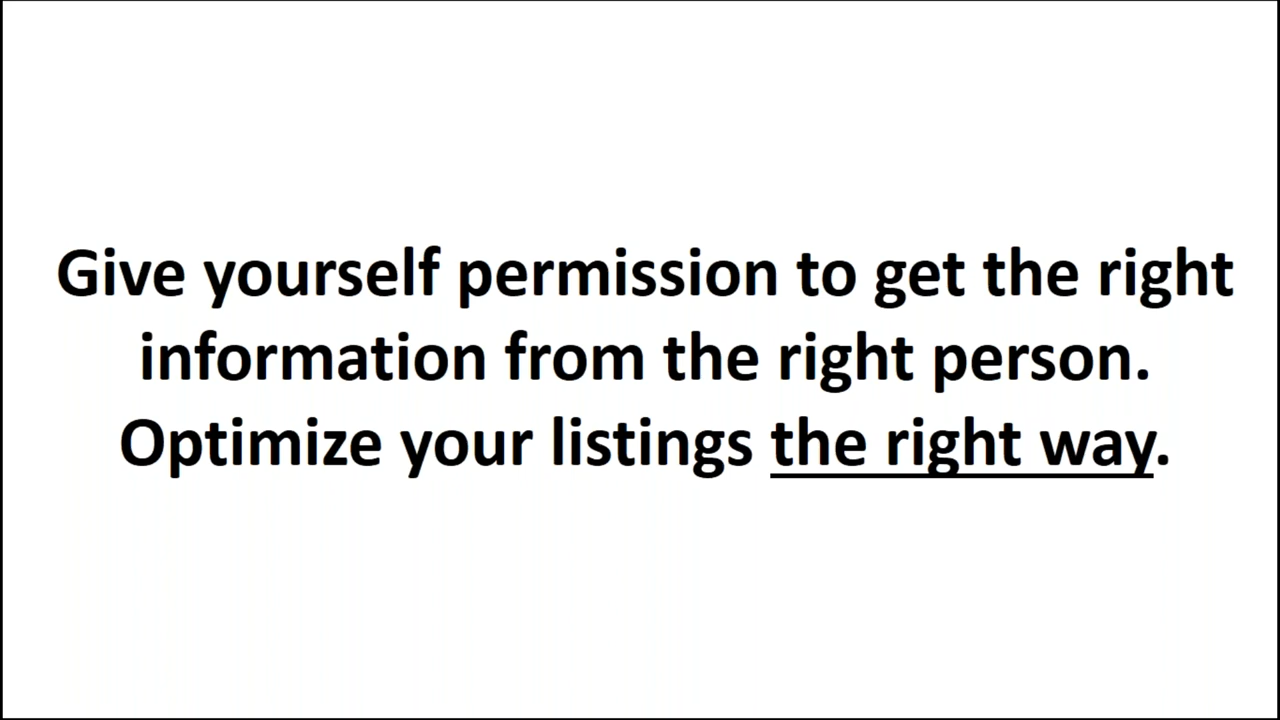 Give yourself permission to get the right
information from the right person.
Optimize your listings the right way.